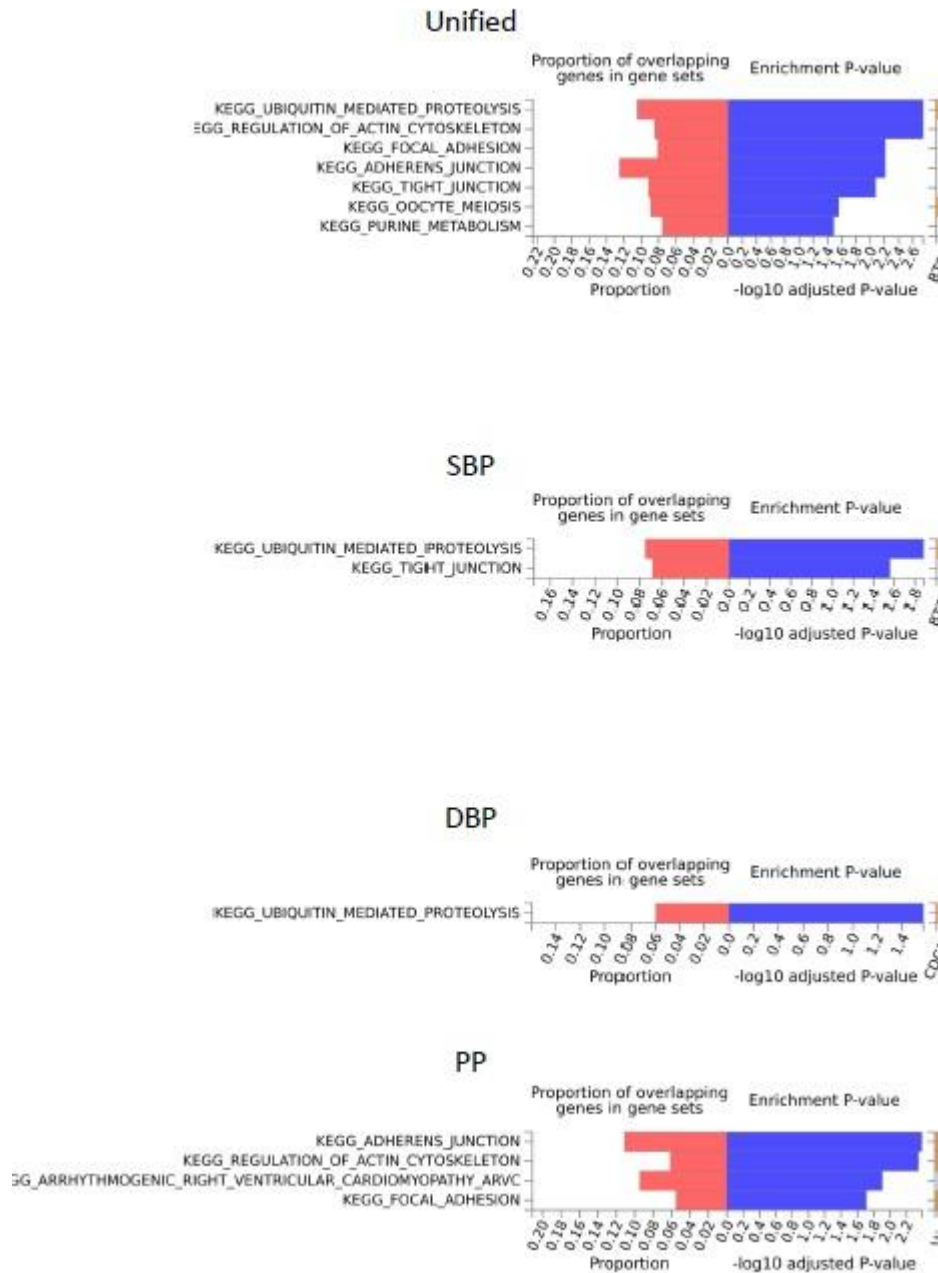 Unified
Proportion of overlapping genes in gene sets
Enrichment P-value
KEGG_UBIQUITIN_MEDIATED_PROTEOLYSIS
EGG_REGULATION_OF_ACTIN_CYTOSKELETON
KEGG_FOCAL_ADHESION
KEGG_ADHERENS_JUNCTION
KEGG_TIGHT_JUNCTION
KEGG_OOCYTE_MEIOSIS
KEGG_PURINE_METABOLISM
0.22 0.20 0.18 0.16 0.14 0.12 0.10 0.08 0.06 0.04 0.02 0.0 0.2 0.4 0.6 0.8 1.0 1.2 1.4 1.6 1.8 2.0 2.2 2.4 2.6
Proportion
-log10 adjusted P-value
SBP
Proportion of overlapping genes in gene sets
Enrichment P-value
KEGG_UBIQUITIN_MEDIATED_PROTEOLYSIS
KEGG_TIGHT_JUNCTION
0.16 0.14 0.12 0.10 0.08 0.06 0.04 0.02 0.0 0.2 0.4 0.6 0.8 1.0 1.2 1.4 1.6 1.8
Proportion
-log10 adjusted P-value
DBP
Proportion of overlapping genes in gene sets
Enrichment P-value
KEGG_UBIQUITIN_MEDIATED_PROTEOLYSIS
0.14 0.12 0.10 0.08 0.06 0.04 0.02 0.0 0.2 0.4 0.6 0.8 1.0 1.2 1.4
Proportion
-log10 adjusted P-value
PP
Proportion of overlapping genes in gene sets
Enrichment P-value
KEGG_ADHERENS_JUNCTION
KEGG_REGULATION_OF_ACTIN_CYTOSKELETON
GG_ARRHYTHMOGENIC_RIGHT_VENTRICULAR_CARDIOMYOPATHY_ARVC
KEGG_FOCAL_ADHESION
0.20 0.18 0.16 0.14 0.12 0.10 0.08 0.06 0.04 0.02 0.0 0.2 0.4 0.6 0.8 1.0 1.2 1.4 1.6 1.8 2.0 2.2
Proportion
-log10 adjusted P-value